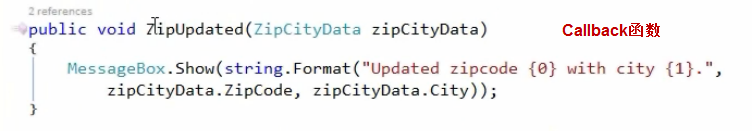 2 references
public void ZipUpdated(ZipCityData zipCityData)
Callback函数
{
MessageBox.Show(string.Format("Updated zipcode {0} with city {1}.",
zipCityData.ZipCode, zipCityData.City));
}